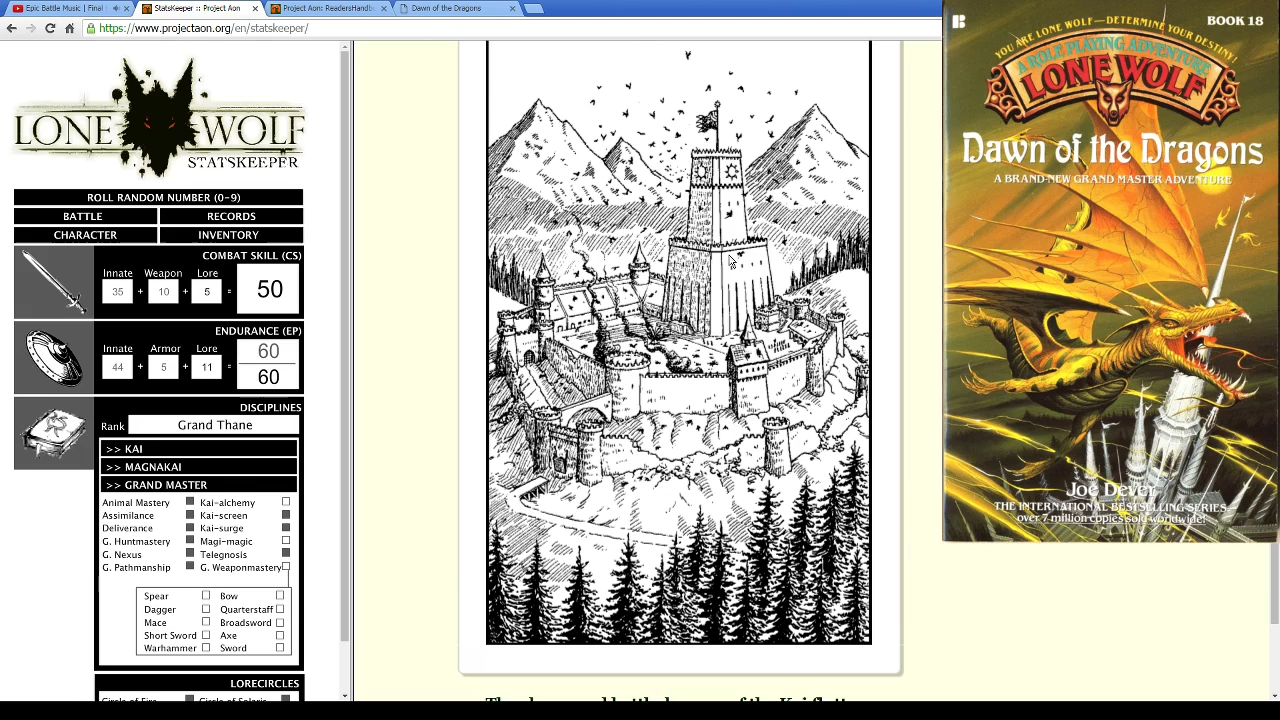 Epic Battle Music | Final
StatsKeeper :: Project Aon
Project Aon: ReadersHandb
Dawn of the Dragons
https://www.projectaon.org/en/statskeeper/
LONE WOLF
STATSKEEPER
ROLL RANDOM NUMBER (0-9)
BATTLE RECORDS
CHARACTER INVENTORY
COMBAT SKILL (CS)
Innate Weapon Lore
35 + 10 + 5 = 50
ENDURANCE (EP)
Innate Armor Lore 60
44 + 5 + 11 = 60
DISCIPLINES
Rank Grand Thane
>> KAI
>> MAGNAKAI
>> GRAND MASTER
Animal Mastery Kai-alchemy
Assimilance Kai-screen
Deliverance Kai-surge
G. Huntmastery Magi-magic
G. Nexus Telegnosis
G. Pathmanship G. Weaponmastery
Spear Bow
Dagger Quarterstaff
Mace Broadsword
Short Sword Axe
Warhammer Sword
LORECIRCLES
Circle of Fire Circle of Solaris
B
BOOK 18
YOU ARE LONE WOLF—DETERMINE YOUR DESTINY!
A ROLE PLAYING ADVENTURE
LONE WOLF
Dawn of the Dragons
A BRAND-NEW GRAND MASTER ADVENTURE
Joe Dever
THE INTERNATIONAL BESTSELLING SERIES—
over 7 million copies sold worldwide!